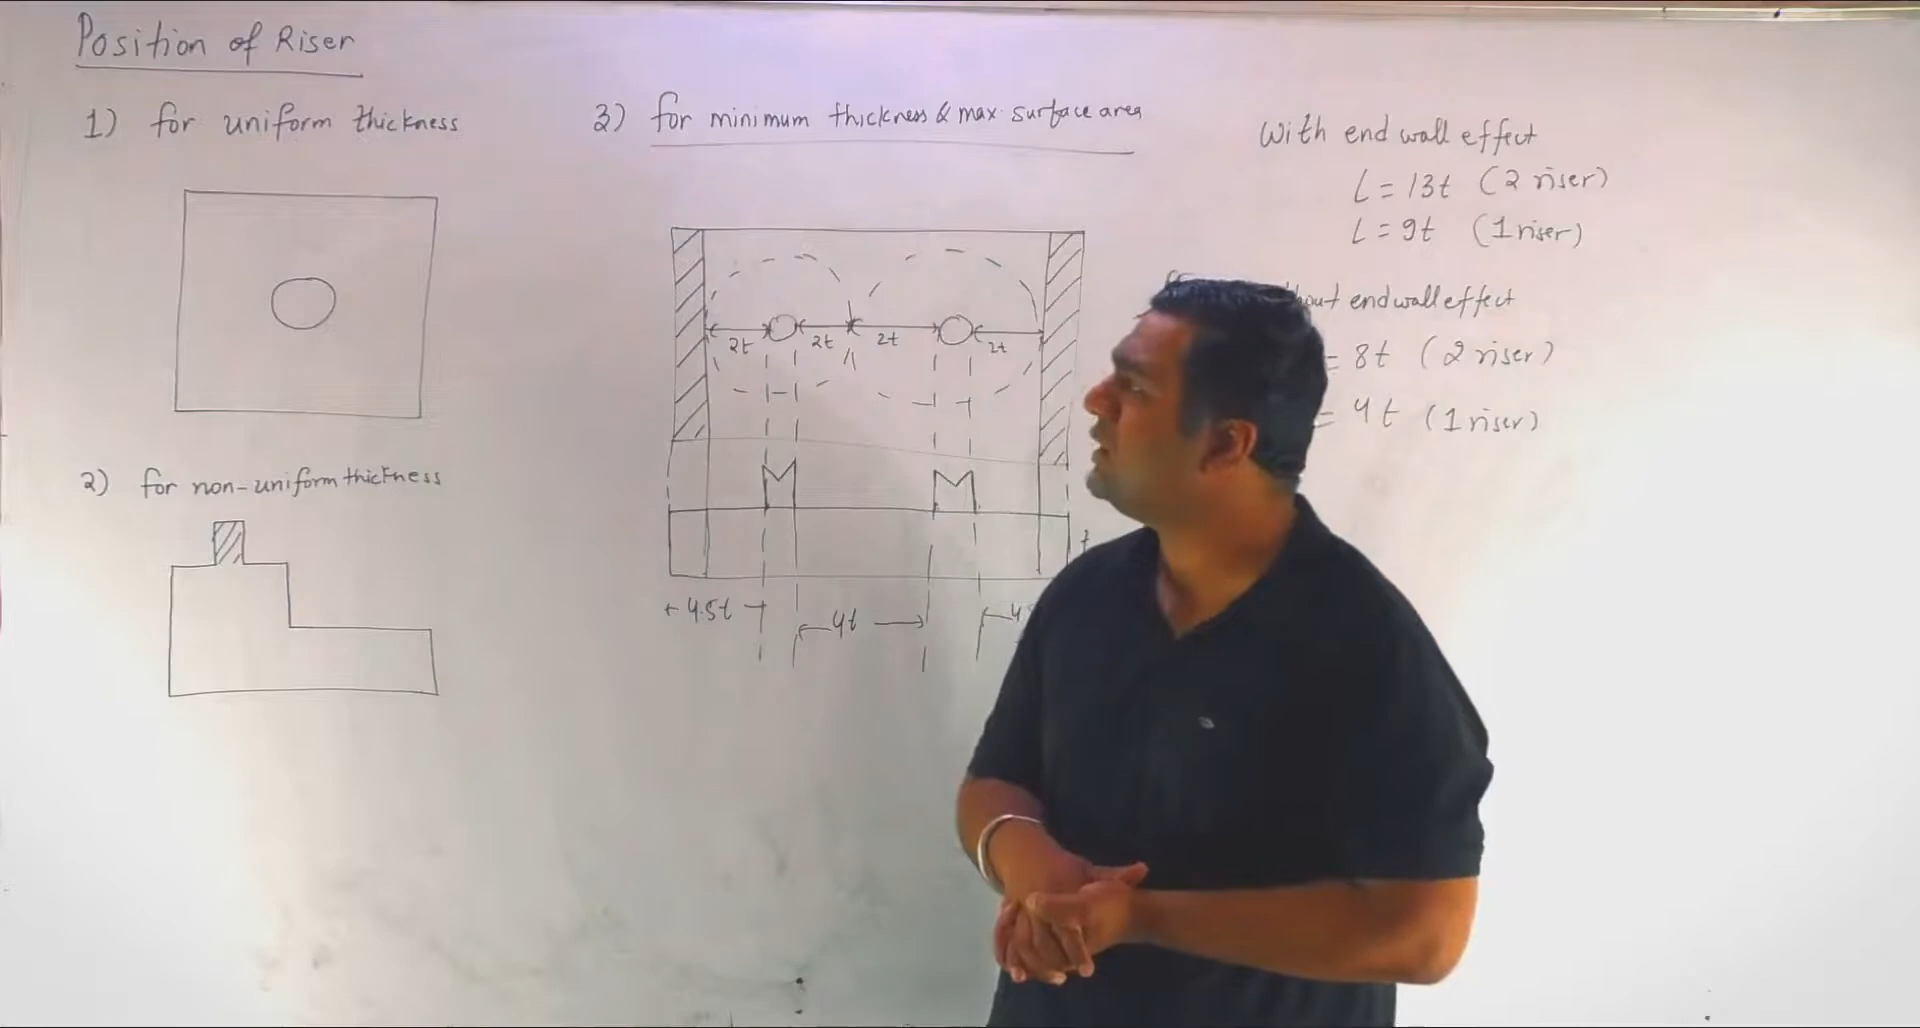 Position of Riser
1) for uniform thickness
2) for non-uniform thickness
3) for minimum thickness & max. surface area
2t 2t 2t 2t
4.5t 4t
With end wall effect
L = 13t (2 riser)
L = 9t (1 riser)
end wall effect
= 8t (2 riser)
= 4t (1 riser)